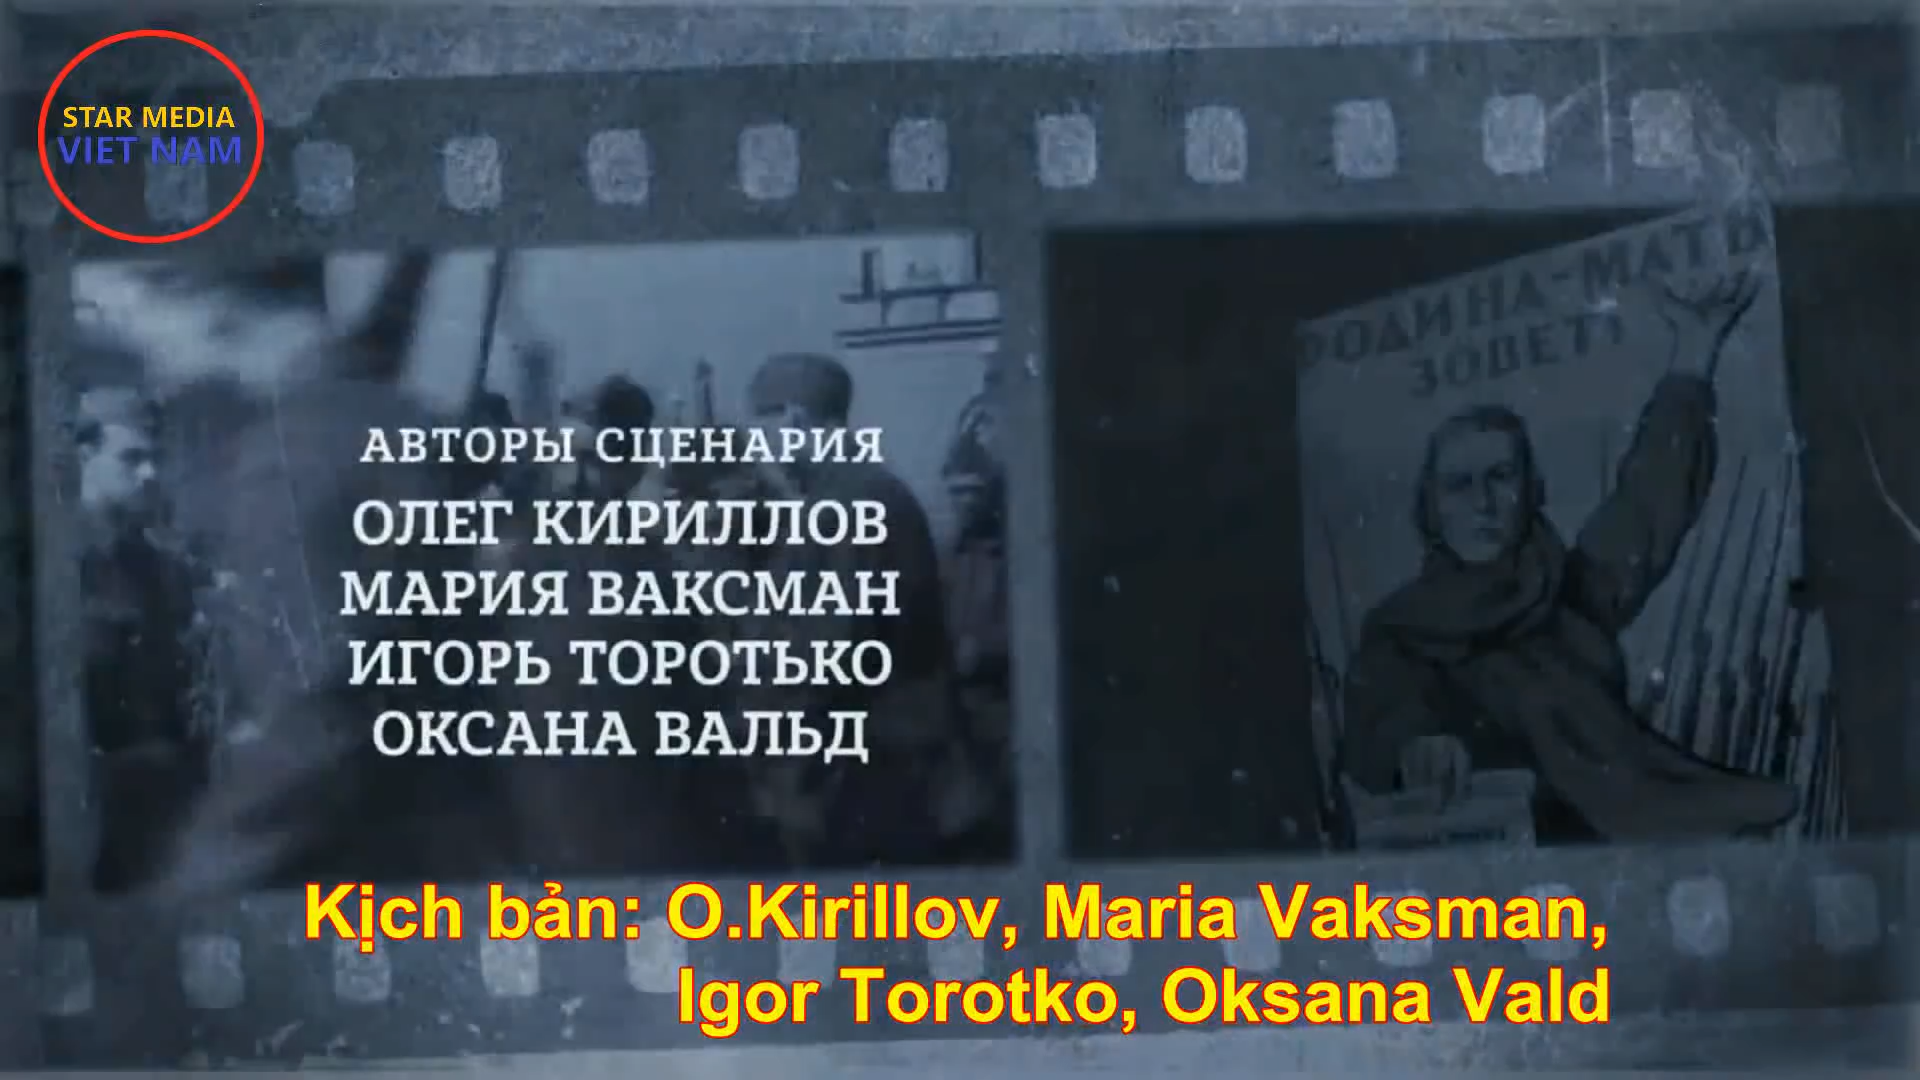 STAR MEDIA
VIET NAM
РОДИНА-МАТЬ
ЗОВЕТ!
АВТОРЫ СЦЕНАРИЯ
ОЛЕГ КИРИЛЛОВ
МАРИЯ ВАКСМАН
ИГОРЬ ТОРОТЬКО
ОКСАНА ВАЛЬД
Kịch bản: O.Kirillov, Maria Vaksman,
Igor Torotko, Oksana Vald